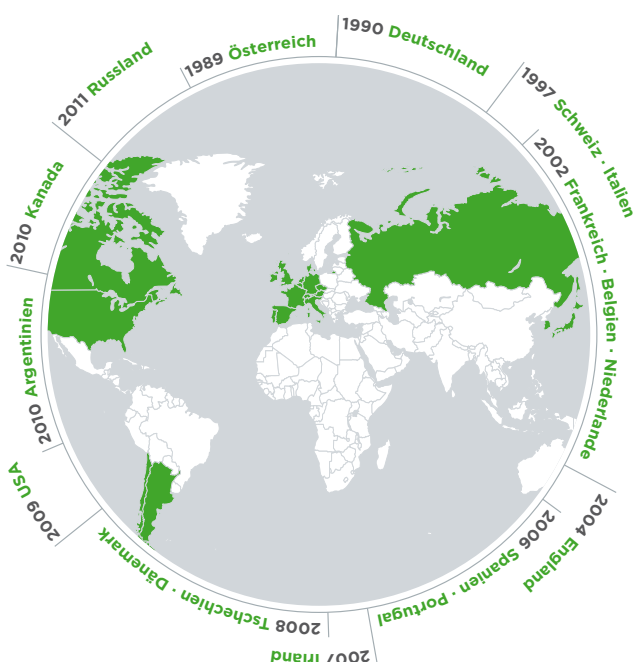 1989 Österreich
1990 Deutschland
1997 Schweiz · Italien
2002 Frankreich · Belgien · Niederlande
2004 England
2006 Spanien · Portugal
2007 Irland
2008 Tschechien · Dänemark
2009 USA
2010 Argentinien
2010 Kanada
2011 Russland